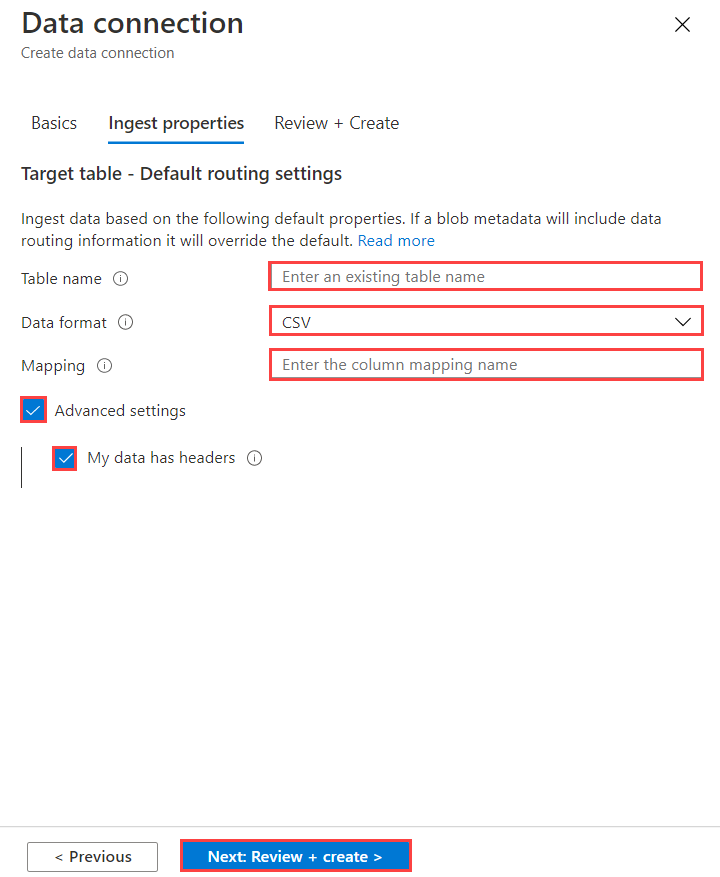 Data connection
Create data connection
Basics Ingest properties Review + Create
Target table - Default routing settings
Ingest data based on the following default properties. If a blob metadata will include data
routing information it will override the default. Read more
Table name Enter an existing table name
Data format CSV
Mapping Enter the column mapping name
Advanced settings
My data has headers
< Previous Next: Review + create >